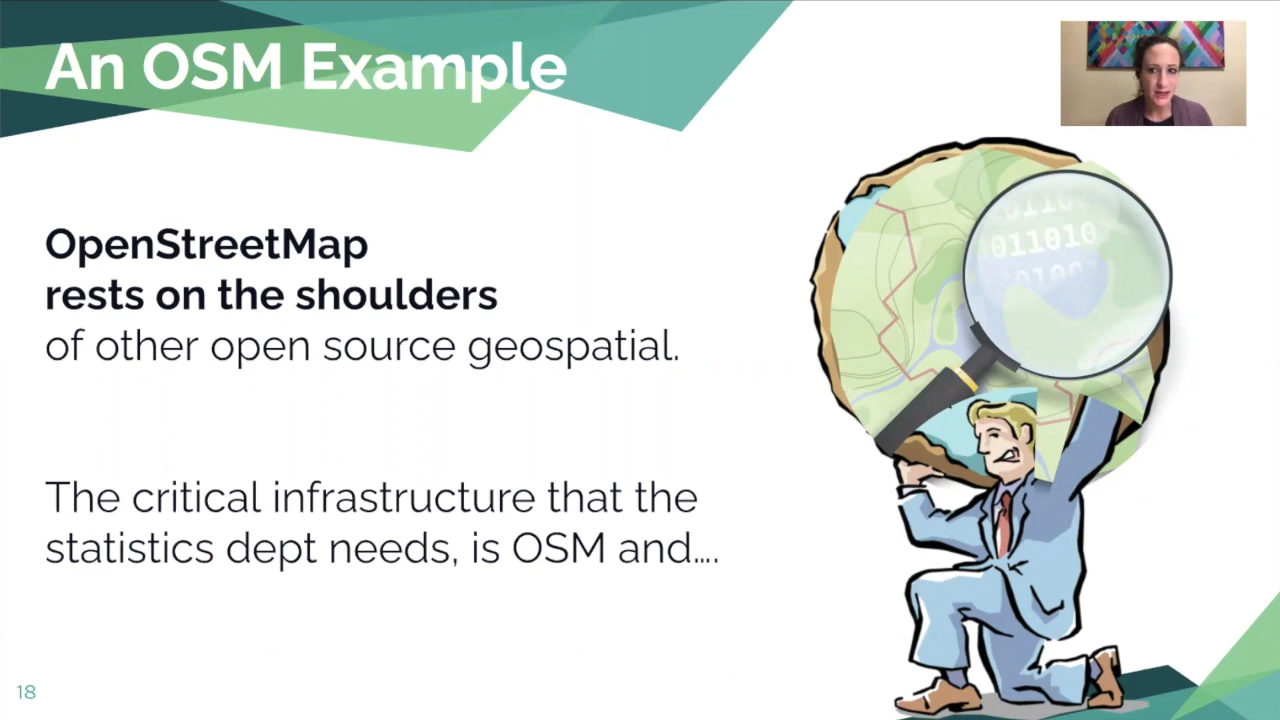 An OSM Example
OpenStreetMap
rests on the shoulders
of other open source geospatial.
011010
The critical infrastructure that the
statistics dept needs, is OSM and....
18